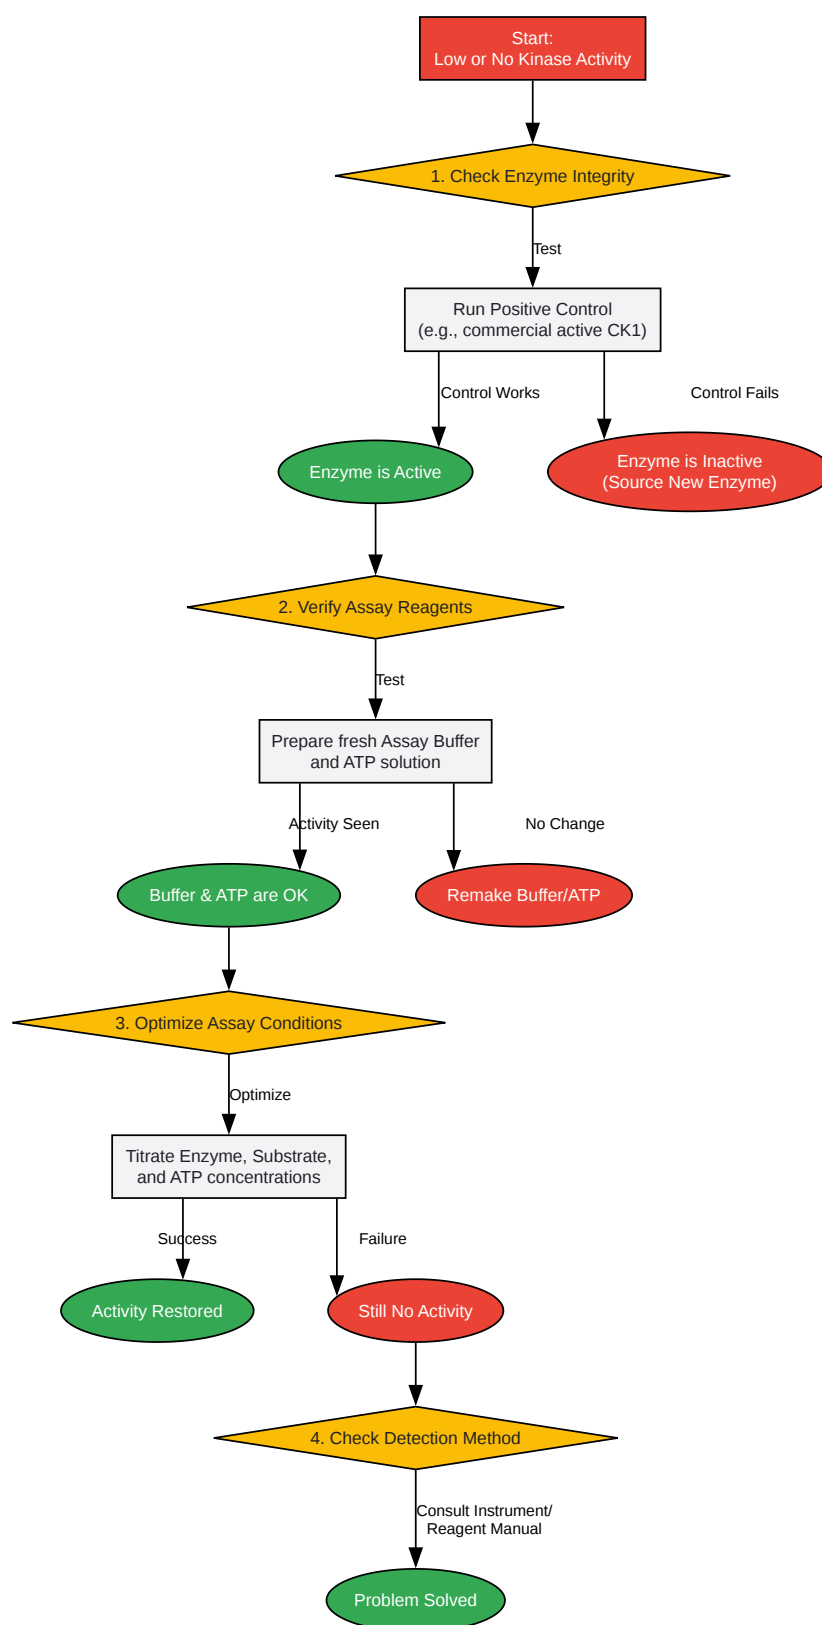 Start:
Low or No Kinase Activity
1. Check Enzyme Integrity
Test
Run Positive Control
(e.g., commercial active CK1)
Control Works
Control Fails
Enzyme is Active
Enzyme is Inactive
(Source New Enzyme)
2. Verify Assay Reagents
Test
Prepare fresh Assay Buffer
and ATP solution
Activity Seen
No Change
Buffer & ATP are OK
Remake Buffer/ATP
3. Optimize Assay Conditions
Optimize
Titrate Enzyme, Substrate,
and ATP concentrations
Success
Failure
Activity Restored
Still No Activity
4. Check Detection Method
Consult Instrument/
Reagent Manual
Problem Solved